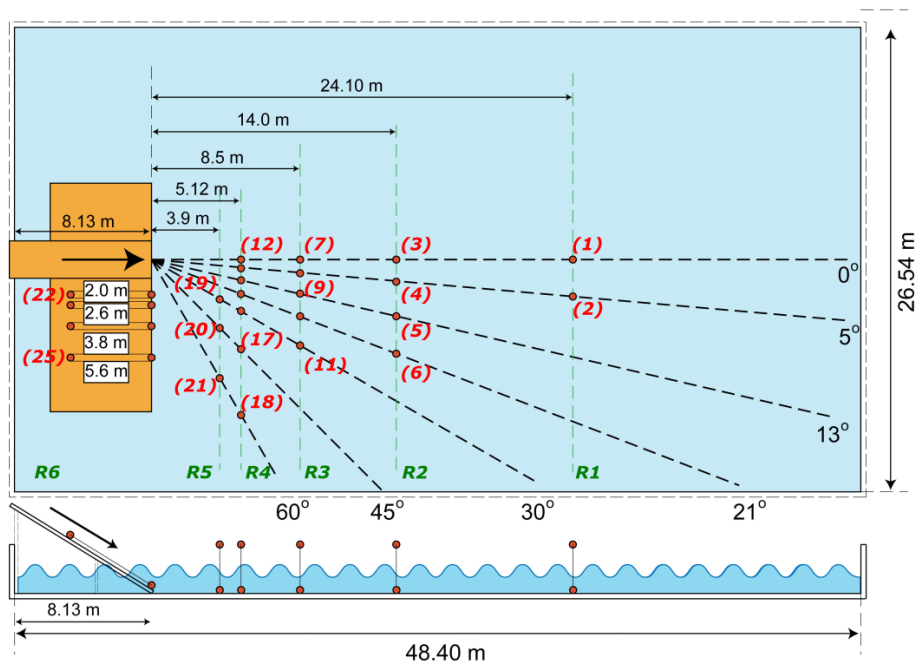 24.10 m
14.0 m
8.5 m
5.12 m
8.13 m
3.9 m
(12)
(7)
(3)
(1)
0°
26.54 m
(22)
2.0 m
(19)
(9)
(4)
(2)
2.6 m
(20)
(5)
5°
3.8 m
(17)
(25)
(11)
(6)
5.6 m
(21)
(18)
13°
R6
R5
R4
R3
R2
R1
60°
45°
30°
21°
8.13 m
48.40 m